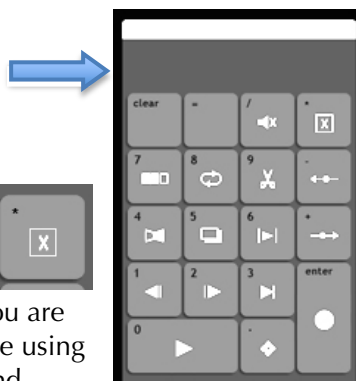 clear = / *
X
7 8 9 -
4 5 6 +
* 
X
1 2 3 enter
ou are
e using
0 .
nd